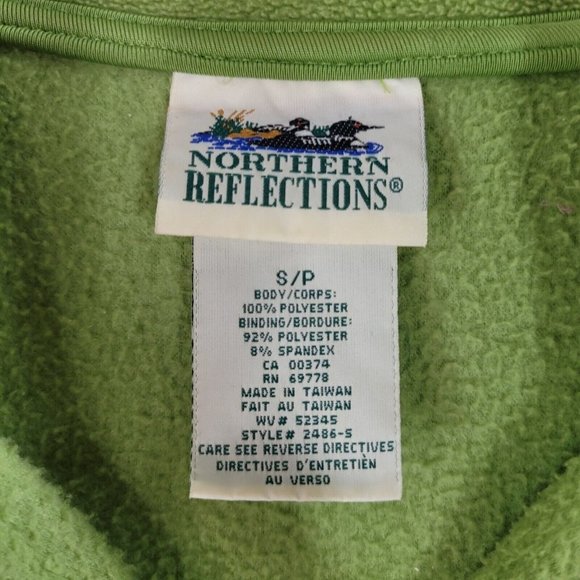 NORTHERN
REFLECTIONS®
S/P
BODY/CORPS:
100% POLYESTER
BINDING/BORDURE:
92% POLYESTER
8% SPANDEX
CA 00374
RN 69778
MADE IN TAIWAN
FAIT AU TAIWAN
WV# 52345
STYLE# 2486-S
CARE SEE REVERSE DIRECTIVES
DIRECTIVES D'ENTRETIÈN
AU VERSO